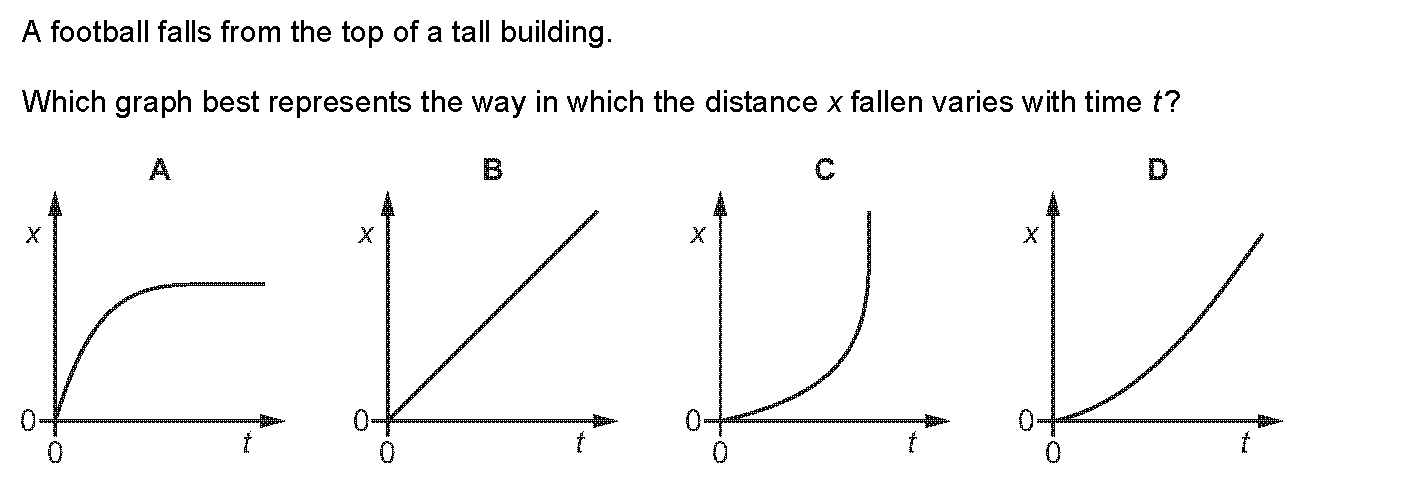 A football falls from the top of a tall building.
Which graph best represents the way in which the distance x fallen varies with time t?
A B C D
x x x x
0 0 0 0
t t t t
0 0 0 0